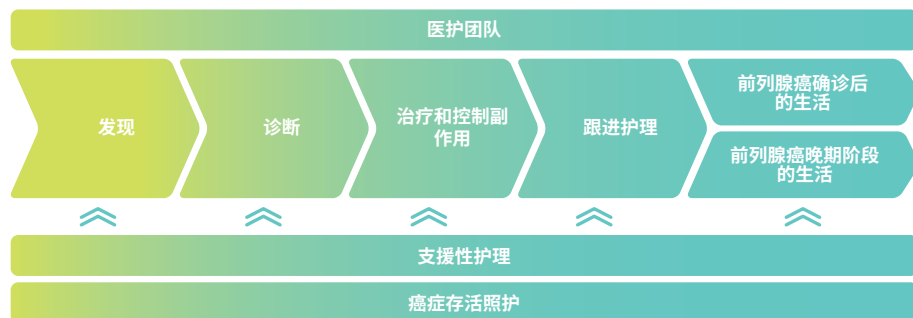 医护团队
发现
诊断
治疗和控制副
作用
跟进护理
前列腺癌确诊后
的生活
前列腺癌晚期阶段
的生活
支援性护理
癌症存活照护